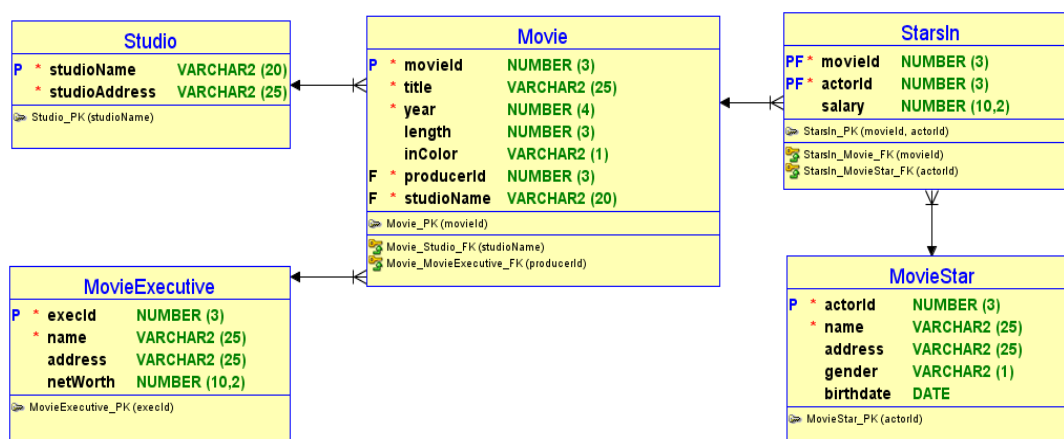 Studio
P * studioName VARCHAR2 (20)
* studioAddress VARCHAR2 (25)
Studio_PK (studioName)
Movie
P * movieId NUMBER (3)
* title VARCHAR2 (25)
* year NUMBER (4)
length NUMBER (3)
inColor VARCHAR2 (1)
F * producerId NUMBER (3)
F * studioName VARCHAR2 (20)
Movie_PK (movieId)
Movie_Studio_FK (studioName)
Movie_MovieExecutive_FK (producerId)
StarsIn
PF * movieId NUMBER (3)
PF * actorId NUMBER (3)
salary NUMBER (10,2)
StarsIn_PK (movieId, actorId)
StarsIn_Movie_FK (movieId)
StarsIn_MovieStar_FK (actorId)
MovieExecutive
P * execId NUMBER (3)
* name VARCHAR2 (25)
address VARCHAR2 (25)
netWorth NUMBER (10,2)
MovieExecutive_PK (execId)
MovieStar
P * actorId NUMBER (3)
* name VARCHAR2 (25)
address VARCHAR2 (25)
gender VARCHAR2 (1)
birthdate DATE
MovieStar_PK (actorId)